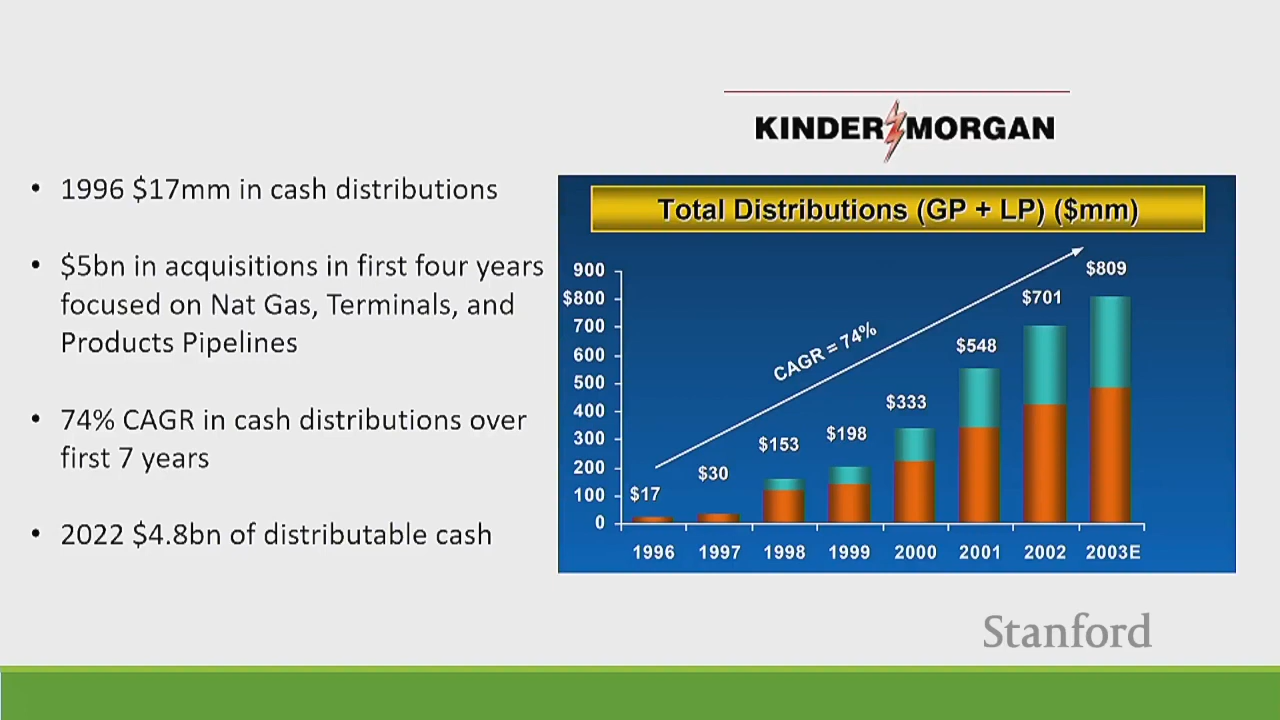 KINDER MORGAN
• 1996 $17mm in cash distributions
• $5bn in acquisitions in first four years
focused on Nat Gas, Terminals, and
Products Pipelines
• 74% CAGR in cash distributions over
first 7 years
• 2022 $4.8bn of distributable cash
Total Distributions (GP + LP) ($mm)
900
$800
700
600
500
400
300
200
100
0
CAGR = 74%
$17
$30
$153
$198
$333
$548
$701
$809
1996 1997 1998 1999 2000 2001 2002 2003E
Stanford